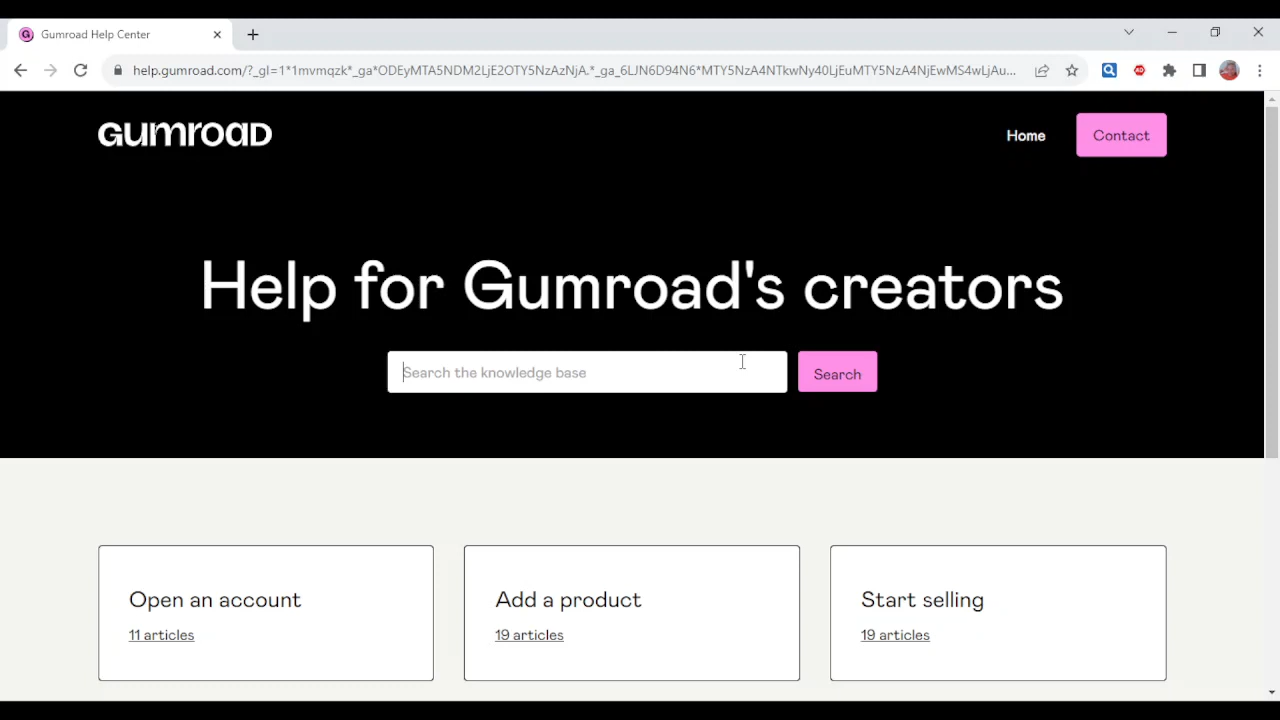 Gumroad Help Center
help.gumroad.com/?_gl=1*1mvmqzk*_ga*ODEyMTA5NDM2LjE2OTY5NzAzNjA.*_ga_6LJN6D94N6*MTY5NzA4NTkwNy40LjEuMTY5NzA4NjEwMS4wLjAu...
GUMROAD
Home
Contact
Help for Gumroad's creators
Search the knowledge base
Search
Open an account
11 articles
Add a product
19 articles
Start selling
19 articles